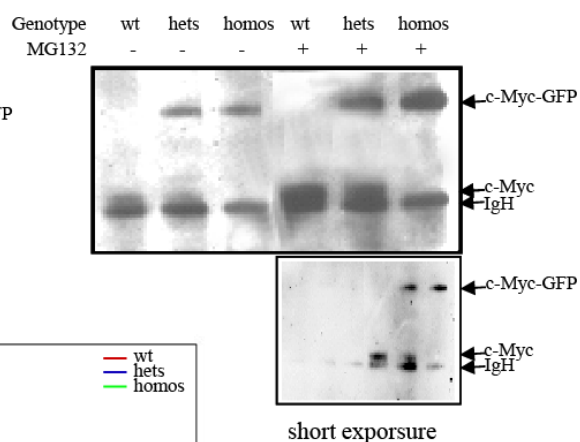 Genotype wt hets homos wt hets homos
MG132 - - - + + +
FP
c-Myc-GFP
c-Myc
IgH
c-Myc-GFP
c-Myc
IgH
wt
hets
homos
short exporsure